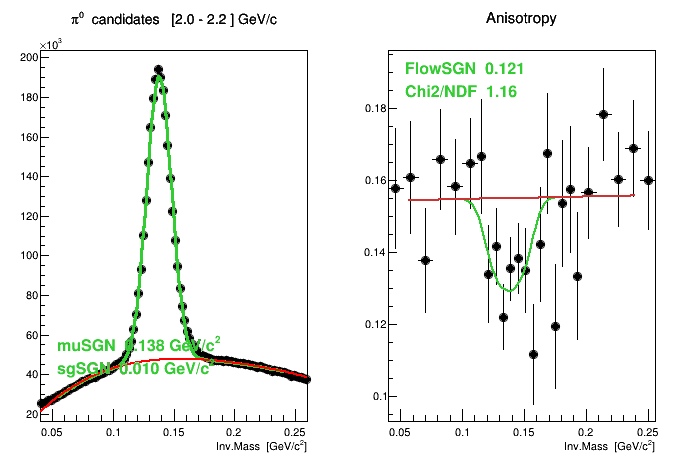 π⁰ candidates [2.0 - 2.2 ] GeV/c
×10³
200
180
160
140
120
100
80
60
40
20
muSGN 0.138 GeV/c²
sgSGN 0.010 GeV/c²
0.05 0.1 0.15 0.2 0.25
Inv.Mass [GeV/c²]
Anisotropy
FlowSGN 0.121
Chi2/NDF 1.16
0.18
0.16
0.14
0.12
0.1
0.05 0.1 0.15 0.2 0.25
Inv.Mass [GeV/c²]